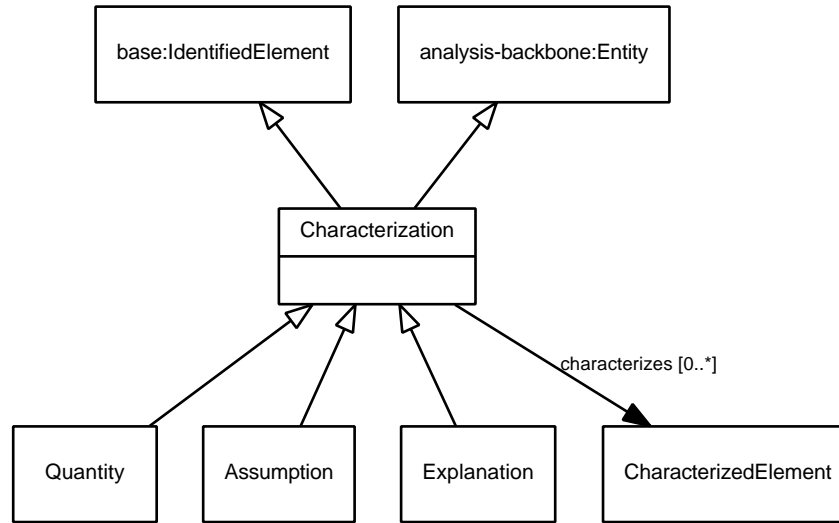 base:IdentifiedElement
analysis-backbone:Entity
Characterization
characterizes [0..*]
Quantity
Assumption
Explanation
CharacterizedElement